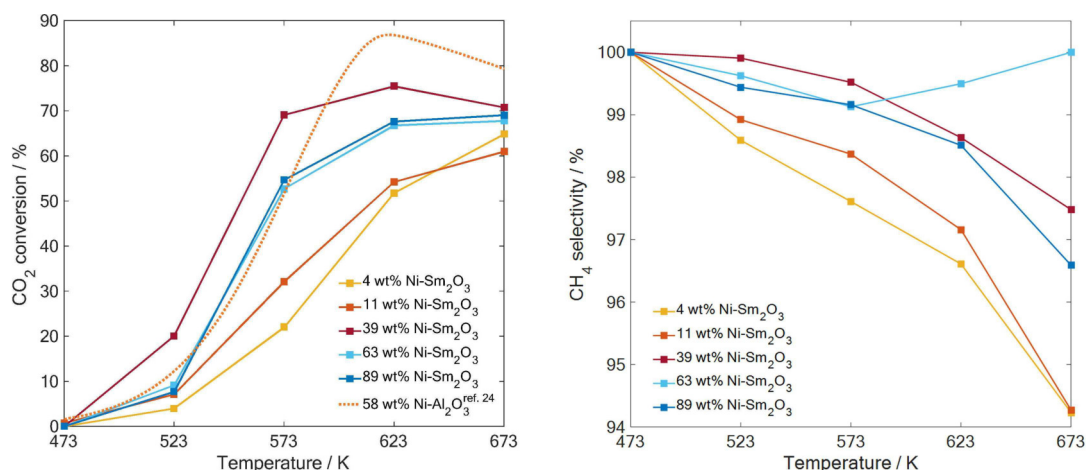 90
80
70
60
50
40
30
20
10
0
CO₂ conversion / %
473 523 573 623 673
Temperature / K
4 wt% Ni-Sm₂O₃
11 wt% Ni-Sm₂O₃
39 wt% Ni-Sm₂O₃
63 wt% Ni-Sm₂O₃
89 wt% Ni-Sm₂O₃
58 wt% Ni-Al₂O₃ref. 24
100
99
98
97
96
95
94
CH₄ selectivity / %
473 523 573 623 673
Temperature / K
4 wt% Ni-Sm₂O₃
11 wt% Ni-Sm₂O₃
39 wt% Ni-Sm₂O₃
63 wt% Ni-Sm₂O₃
89 wt% Ni-Sm₂O₃